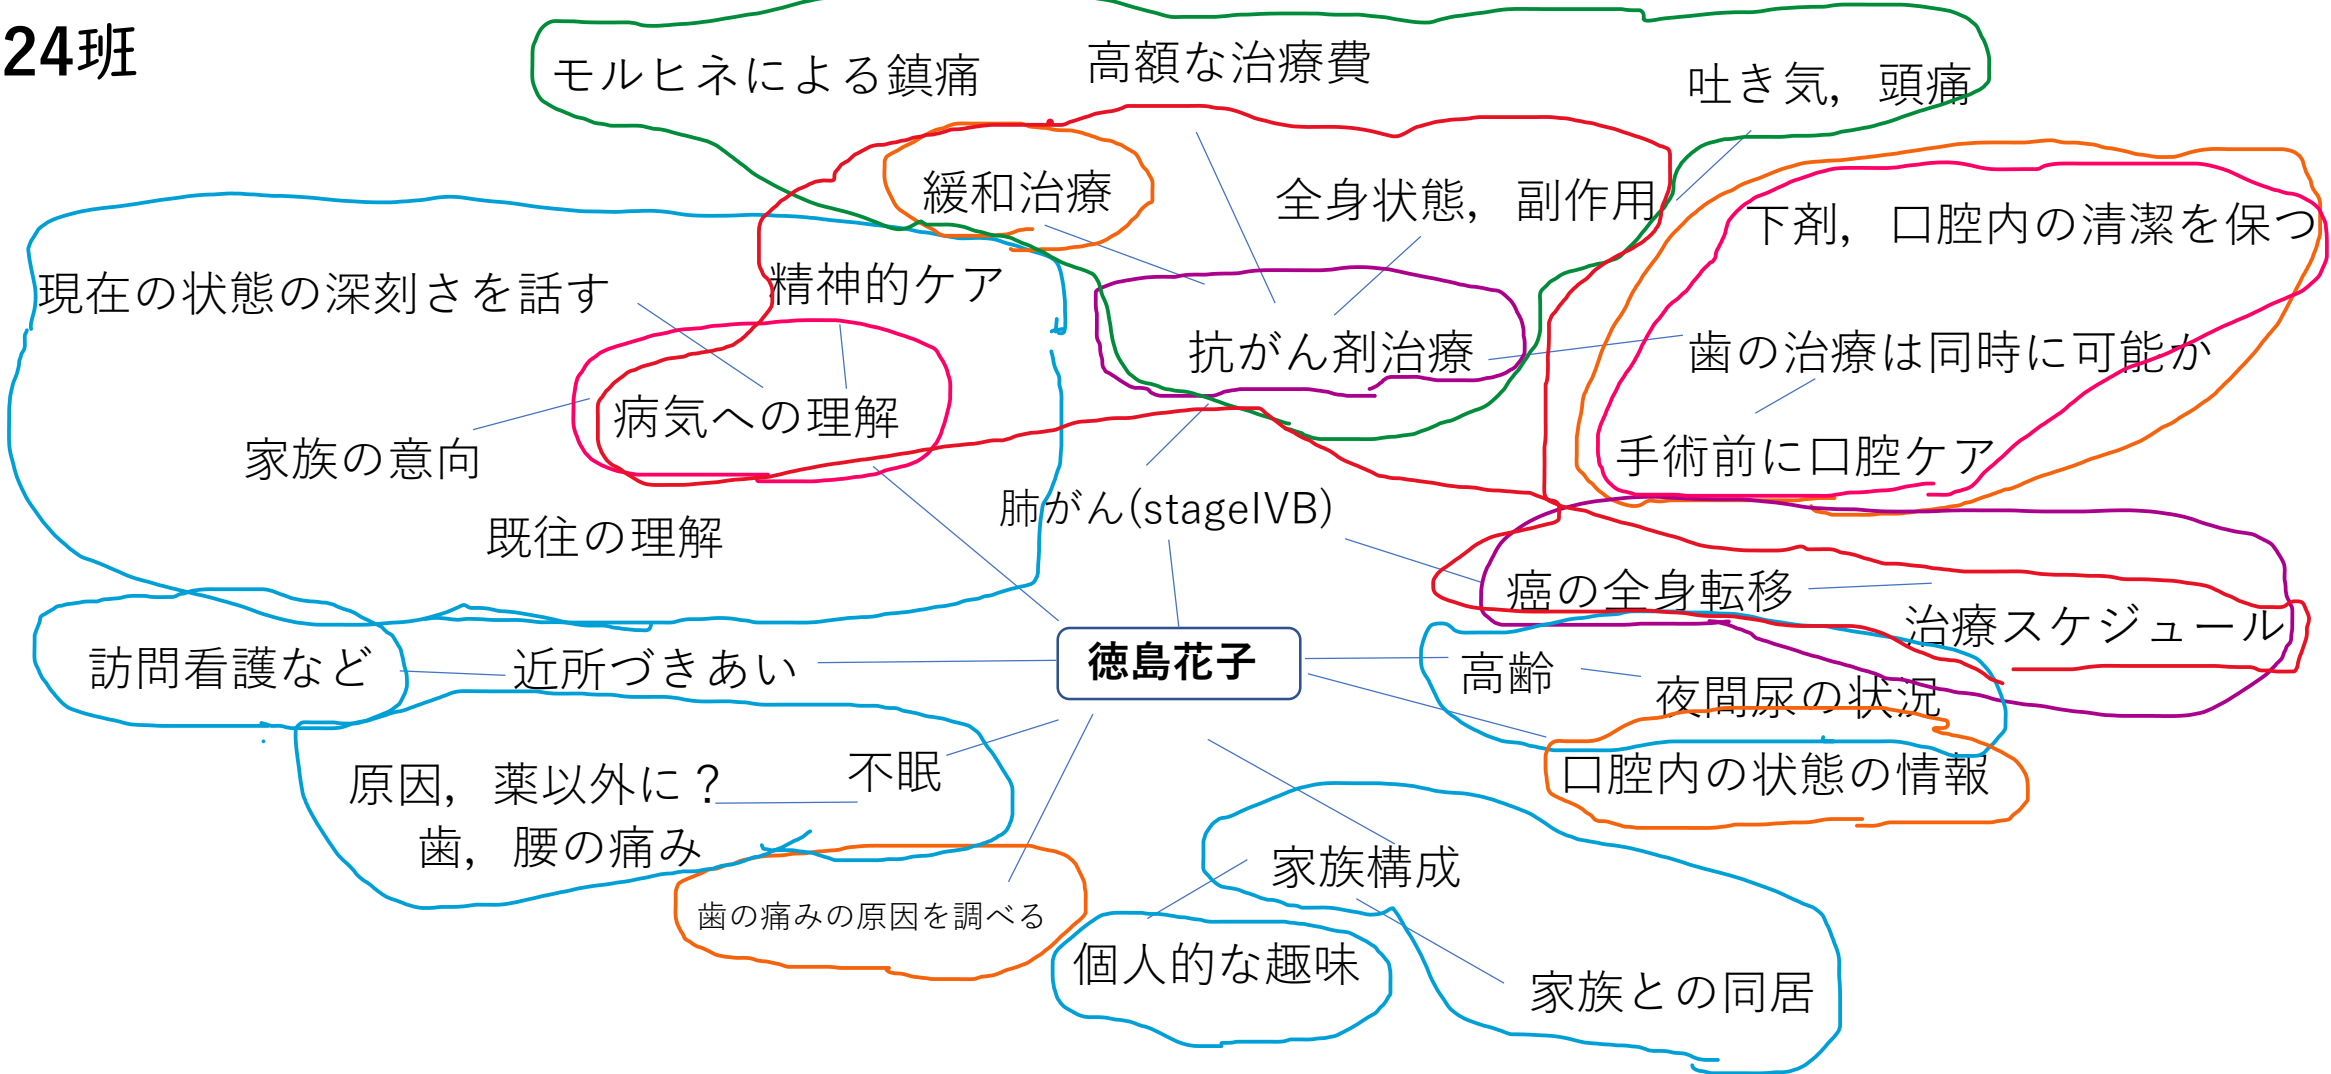 24班
モルヒネによる鎮痛
高額な治療費
吐き気,　頭痛
緩和治療
全身状態,　副作用
下剤,　口腔内の清潔を保つ
現在の状態の深刻さを話す
精神的ケア
抗がん剤治療
歯の治療は同時に可能か
病気への理解
家族の意向
手術前に口腔ケア
肺がん(stageIVB)
既往の理解
癌の全身転移
治療スケジュール
訪問看護など
近所づきあい
徳島花子
高齢
夜間尿の状況
原因,　薬以外に？
不眠
口腔内の状態の情報
歯,　腰の痛み
家族構成
歯の痛みの原因を調べる
個人的な趣味
家族との同居